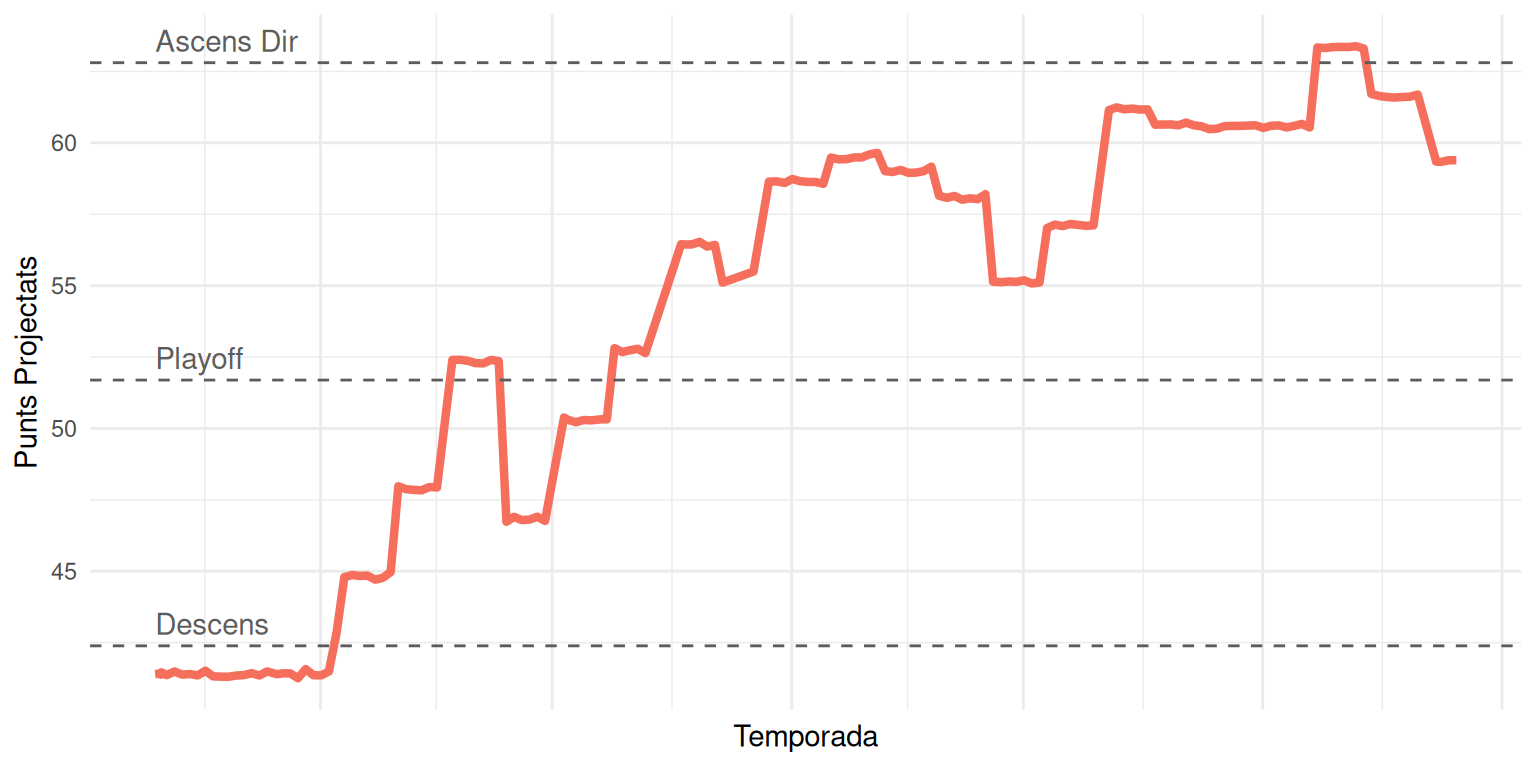 Ascens Dir
60
55
Playoff
50
45
Descens
Punts Projectats
Temporada